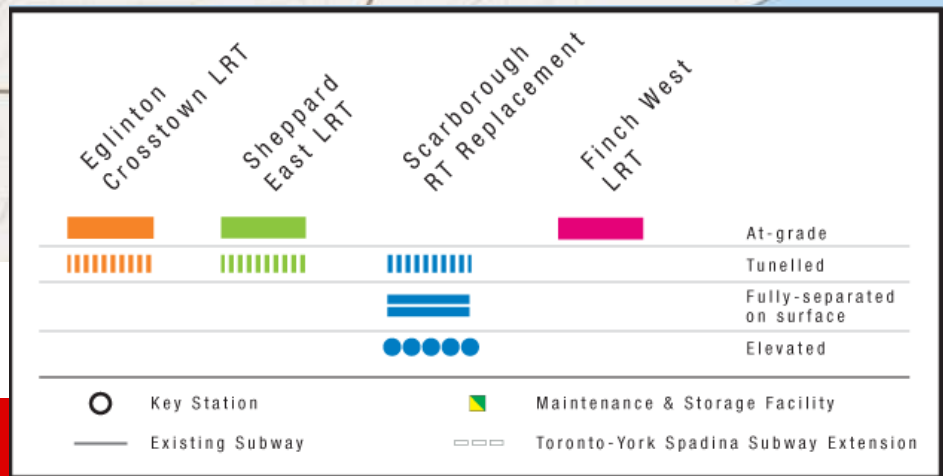 Eglinton
Crosstown LRT
Sheppard
East LRT
Scarborough
RT Replacement
Finch West
LRT
At-grade
Tunelled
Fully-separated
on surface
Elevated
Key Station
Maintenance & Storage Facility
Existing Subway
Toronto-York Spadina Subway Extension